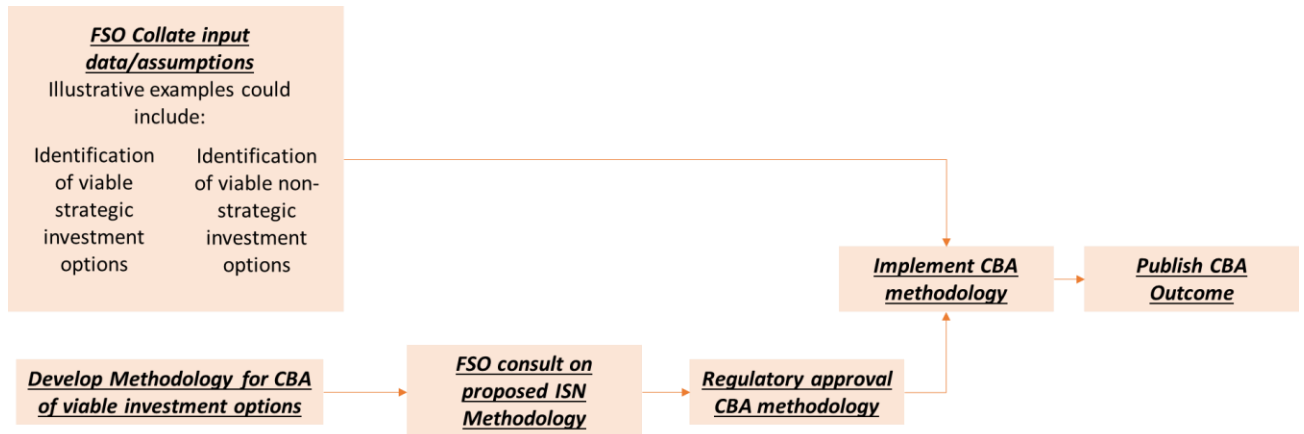 FSO Collate input
data/assumptions
Illustrative examples could
include:
Identification
of viable
strategic
investment
options
Identification
of viable non-
strategic
investment
options
Implement CBA
methodology
Publish CBA
Outcome
Develop Methodology for CBA
of viable investment options
FSO consult on
proposed ISN
Methodology
Regulatory approval
CBA methodology